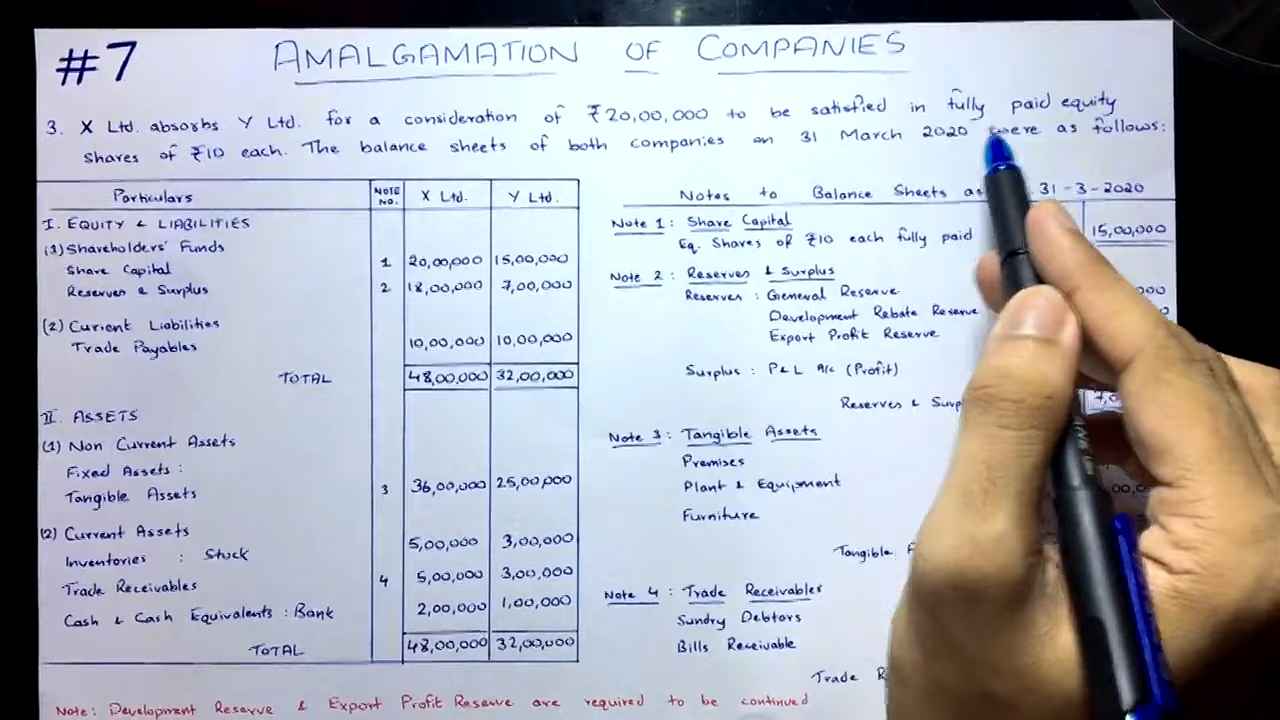 #7 AMALGAMATION OF COMPANIES
3. X Ltd. absorbs Y Ltd. for a consideration of ₹20,00,000 to be satisfied in fully paid equity
shares of ₹10 each. The balance sheets of both companies on 31 March 2020 were as follows:
Particulars NOTE NO. X Ltd. Y Ltd.
I. EQUITY & LIABILITIES
(1) Shareholders' Funds
Share Capital 1 20,00,000 15,00,000
Reserves & Surplus 2 18,00,000 7,00,000
(2) Current Liabilities
Trade Payables 10,00,000 10,00,000
TOTAL 48,00,000 32,00,000
II. ASSETS
(1) Non Current Assets
Fixed Assets :
Tangible Assets 3 36,00,000 25,00,000
(2) Current Assets
Inventories : Stock 5,00,000 3,00,000
Trade Receivables 4 5,00,000 3,00,000
Cash & Cash Equivalents : Bank 2,00,000 1,00,000
TOTAL 48,00,000 32,00,000
Notes to Balance Sheets as 31-3-2020
Note 1 : Share Capital
Eq. Shares of ₹10 each fully paid 15,00,000
Note 2 : Reserves & Surplus
Reserves : General Reserve
Development Rebate Reserve
Export Profit Reserve
Surplus : P&L A/c (Profit)
Reserves &
Note 3 : Tangible Assets
Premises
Plant & Equipment
Furniture
Tangible
Note 4 : Trade Receivables
Sundry Debtors
Bills Receivable
Trade
Note: Development Reserve & Export Profit Reserve are required to be continued